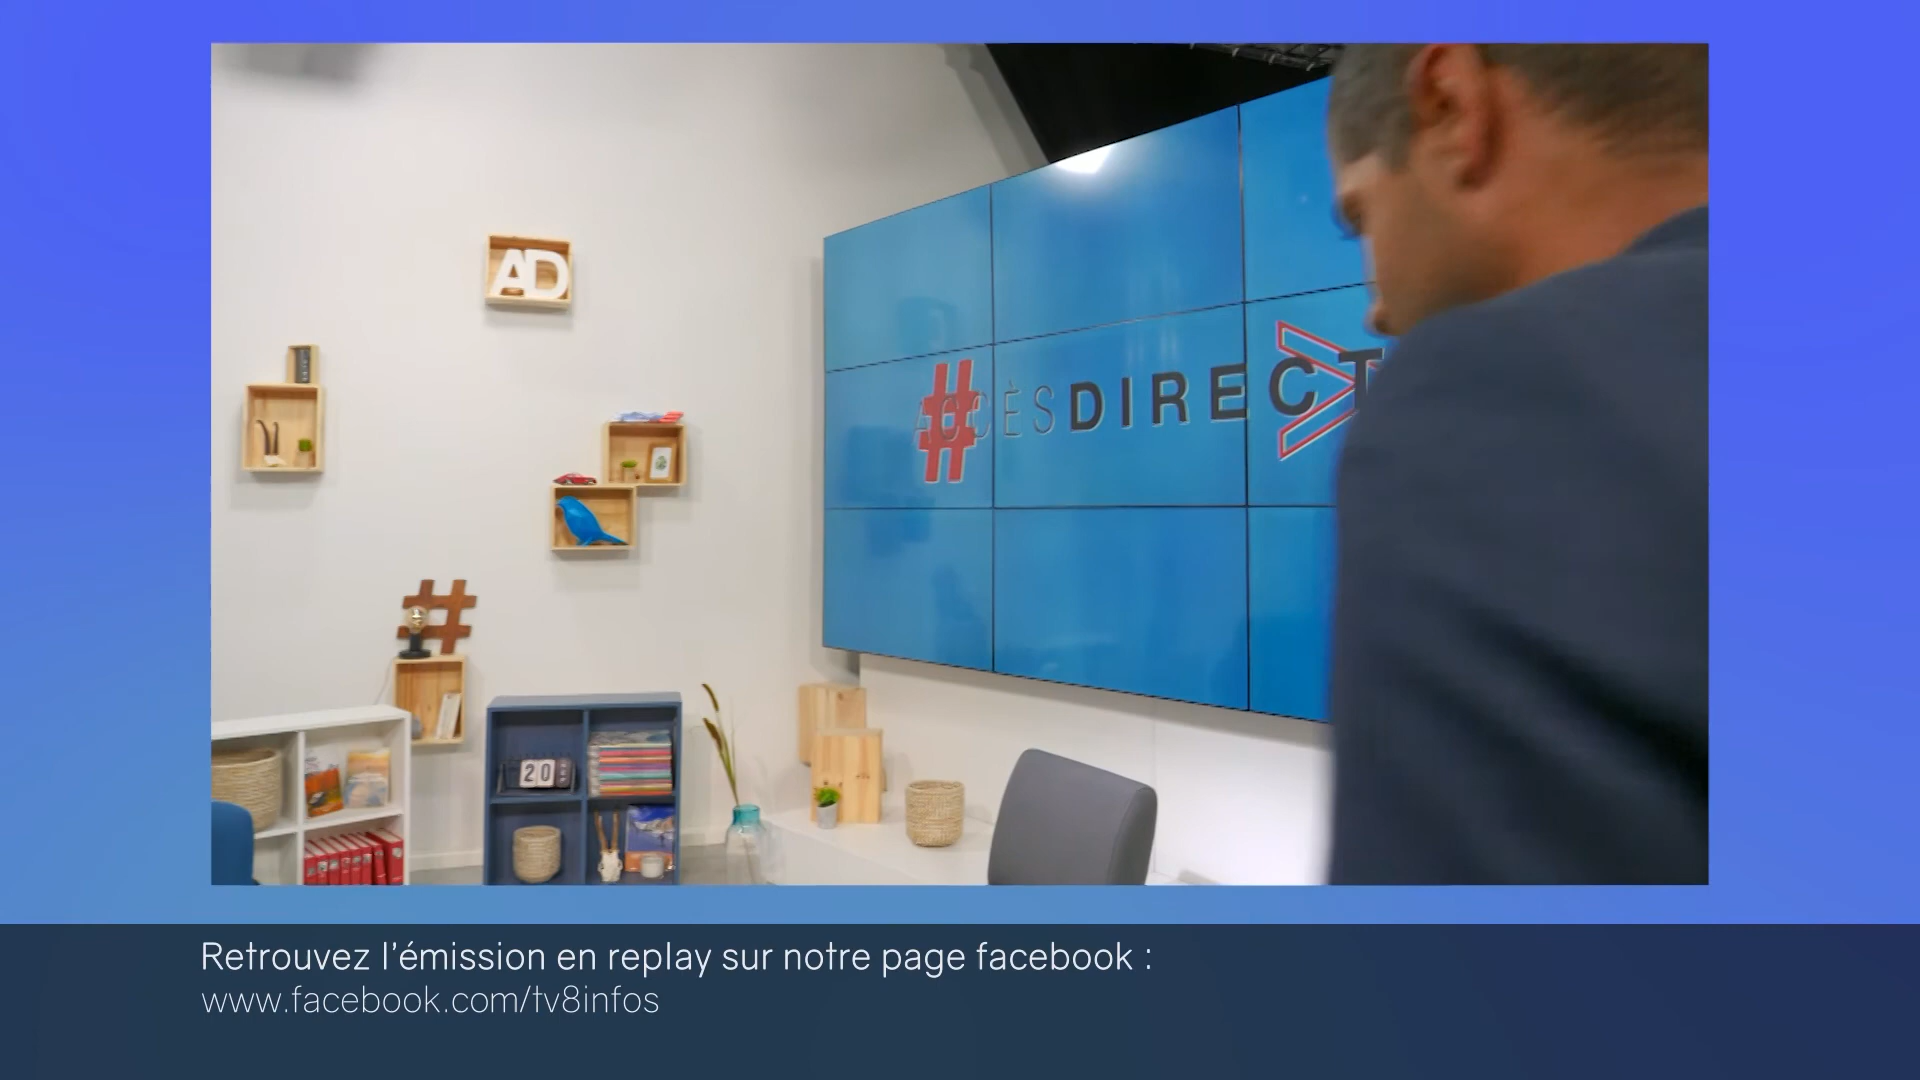 AD
#ACCÈSDIRECT
#
20
Retrouvez l'émission en replay sur notre page facebook :
www.facebook.com/tv8infos